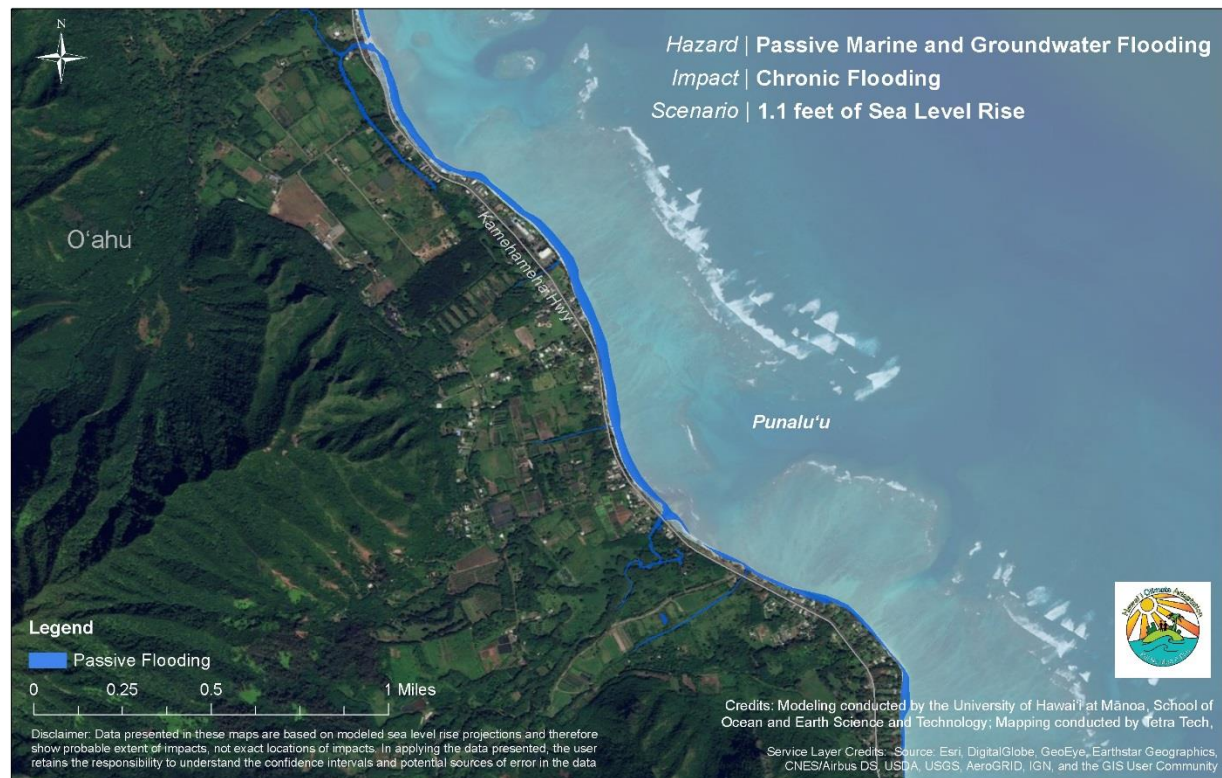 N
Hazard | Passive Marine and Groundwater Flooding
Impact | Chronic Flooding
Scenario | 1.1 feet of Sea Level Rise
O‘ahu
Kamehameha Hwy
Punalu‘u
Legend
Passive Flooding
0 0.25 0.5 1 Miles
Disclaimer: Data presented in these maps are based on modeled sea level rise projections and therefore
show probable extent of impacts, not exact locations of impacts. In applying the data presented, the user
retains the responsibility to understand the confidence intervals and potential sources of error in the data
Hawai‘i Climate Adaptation
Credits: Modeling conducted by the University of Hawai‘i at Mānoa, School of
Ocean and Earth Science and Technology; Mapping conducted by Tetra Tech,
Service Layer Credits: Source: Esri, DigitalGlobe, GeoEye, Earthstar Geographics,
CNES/Airbus DS, USDA, USGS, AeroGRID, IGN, and the GIS User Community